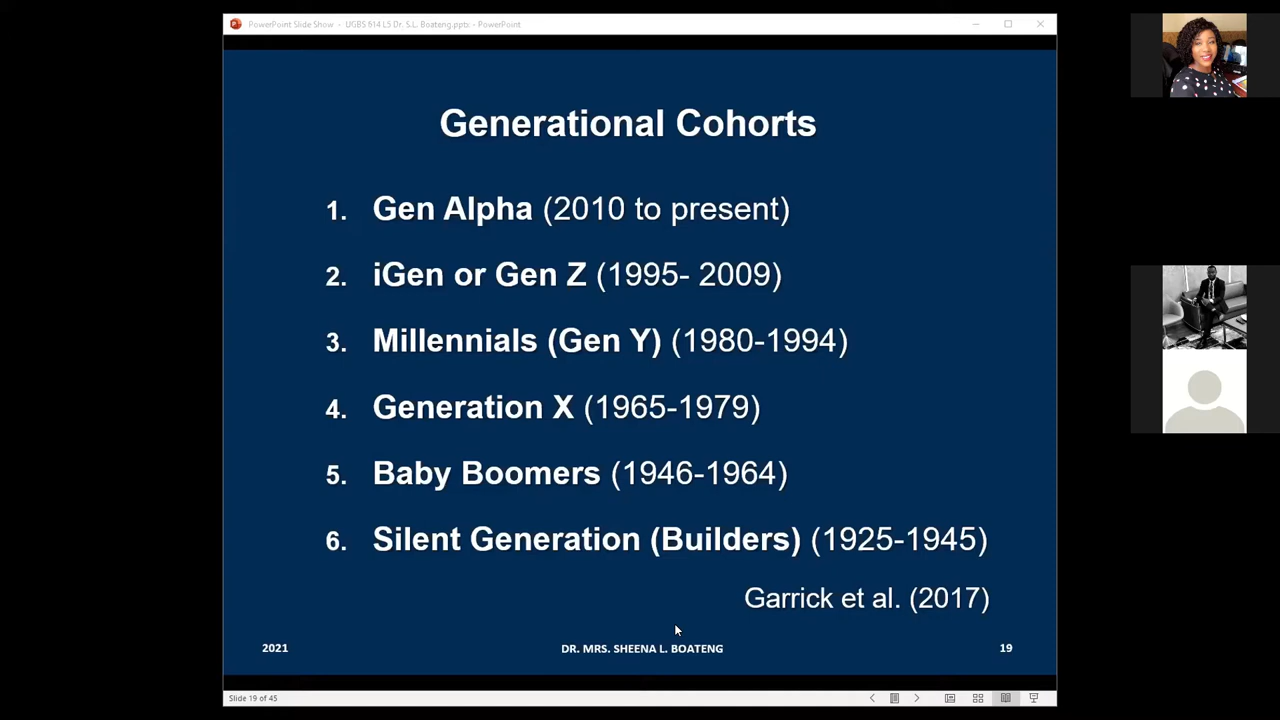 PowerPoint Slide Show - UGBS 614 L5 Dr. S.L. Boateng.pptx - PowerPoint
Generational Cohorts
1. Gen Alpha (2010 to present)
2. iGen or Gen Z (1995- 2009)
3. Millennials (Gen Y) (1980-1994)
4. Generation X (1965-1979)
5. Baby Boomers (1946-1964)
6. Silent Generation (Builders) (1925-1945)
Garrick et al. (2017)
2021 DR. MRS. SHEENA L. BOATENG 19
Slide 19 of 45